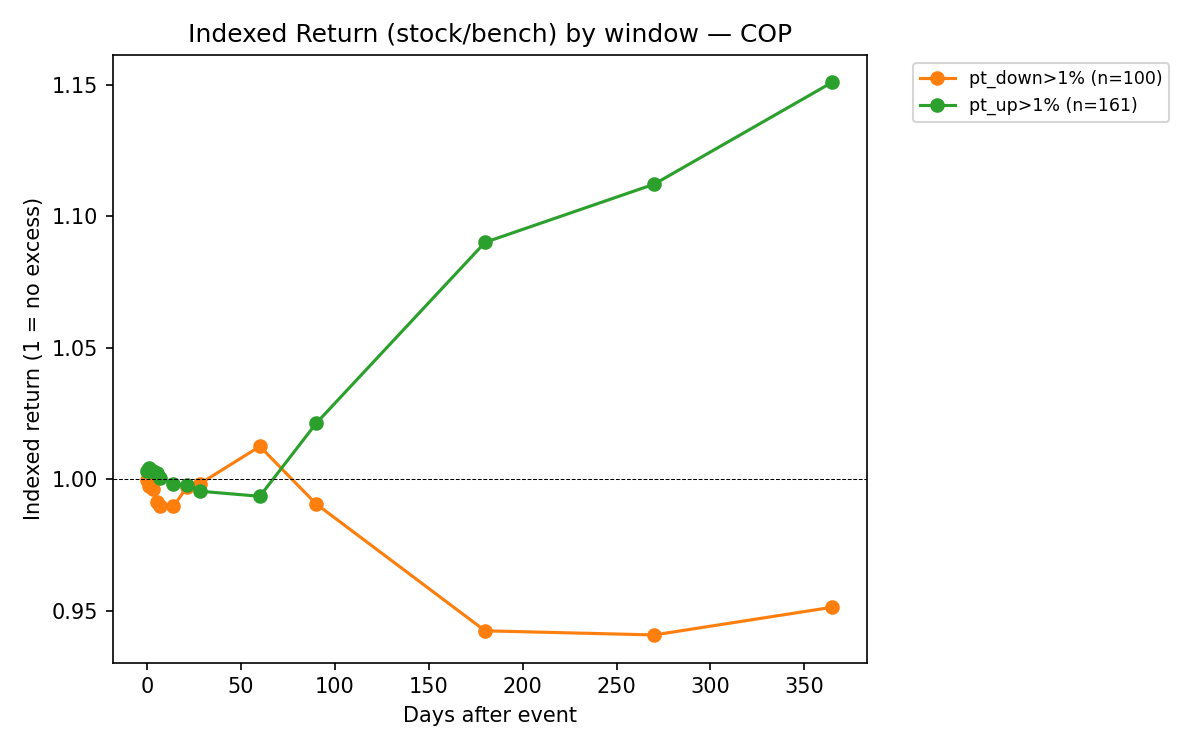 Indexed Return (stock/bench) by window — COP
pt_down>1% (n=100)
pt_up>1% (n=161)
Indexed return (1 = no excess)
1.15
1.10
1.05
1.00
0.95
0
50
100
150
200
250
300
350
Days after event